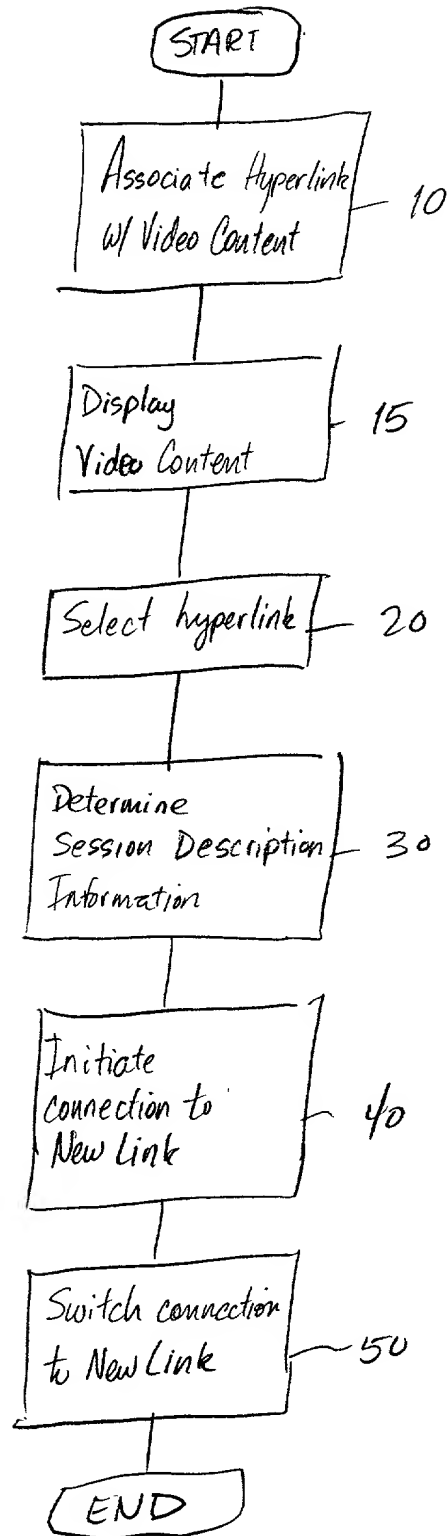 START
Associate Hyperlink
w/ Video Content
10
Display
Video Content
15
Select hyperlink
20
Determine
Session Description
Information
30
Initiate
connection to
New Link
40
Switch connection
to New Link
50
END